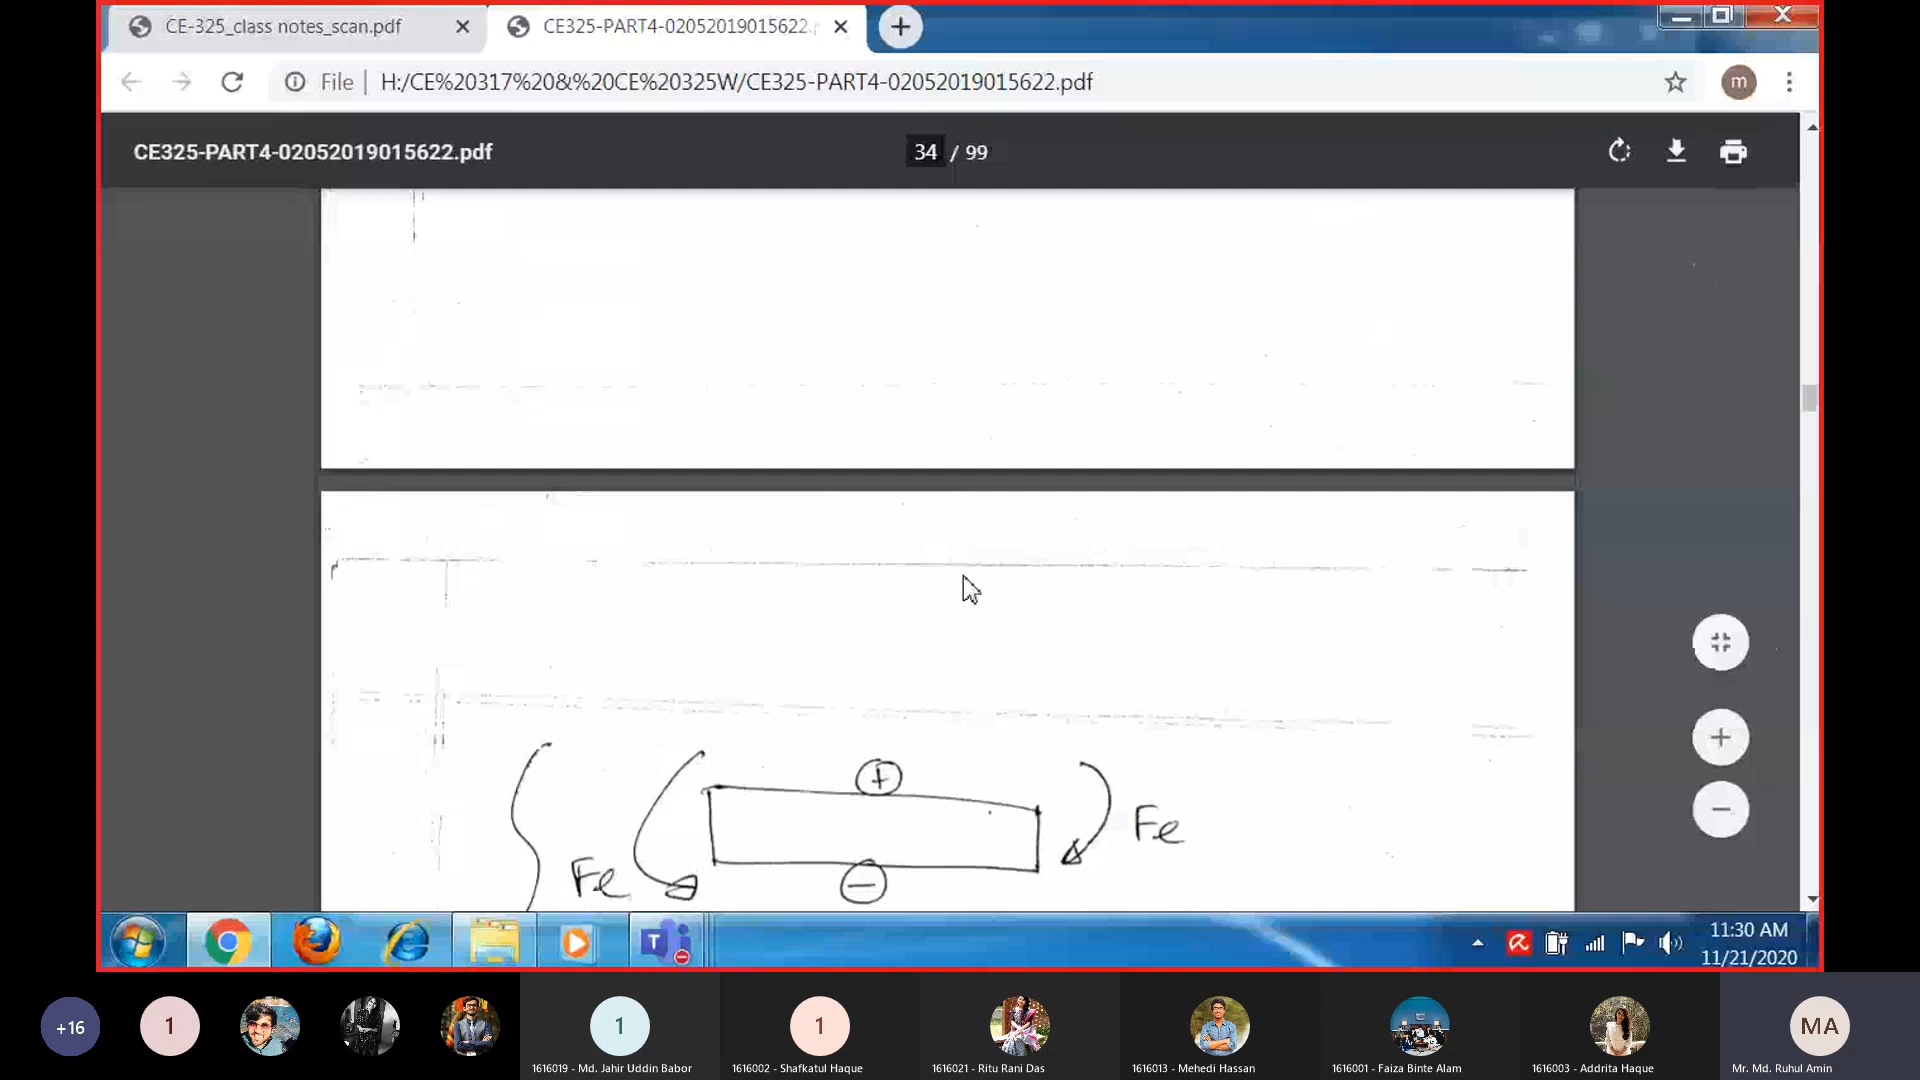 CE-325_class notes_scan.pdf
CE325-PART4-02052019015622.p
File | H:/CE%20317%20&%20CE%20325W/CE325-PART4-02052019015622.pdf
m
CE325-PART4-02052019015622.pdf
34 / 99
+
Fe
Fe
−
T
11:30 AM
11/21/2020
+16
1
1
1
MA
1616019 - Md. Jahir Uddin Babor
1616002 - Shafkatul Haque
1616021 - Ritu Rani Das
1616013 - Mehedi Hassan
1616001 - Faiza Binte Alam
1616003 - Addrita Haque
Mr. Md. Ruhul Amin